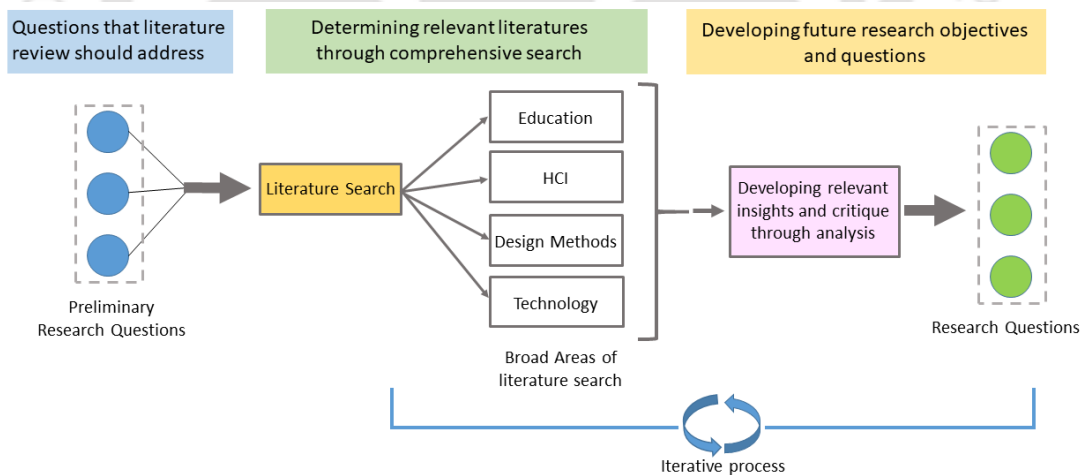 Questions that literature
review should address
Determining relevant literatures
through comprehensive search
Developing future research objectives
and questions
Preliminary
Research Questions
Literature Search
Education
HCI
Design Methods
Technology
Broad Areas of
literature search
Developing relevant
insights and critique
through analysis
Research Questions
Iterative process